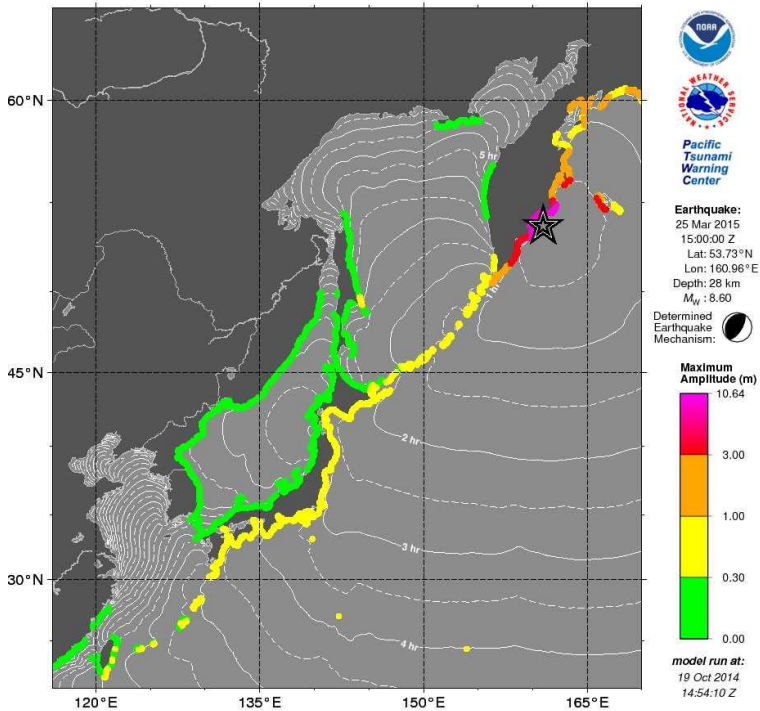 60°N
45°N
30°N
120°E
135°E
150°E
165°E
5 hr
1 hr
2 hr
3 hr
4 hr
NOAA
NATIONAL WEATHER SERVICE
Pacific
Tsunami
Warning
Center
Earthquake:
25 Mar 2015
15:00:00 Z
Lat: 53.73°N
Lon: 160.96°E
Depth: 28 km
MW : 8.60
Determined
Earthquake
Mechanism:
Maximum
Amplitude (m)
10.64
3.00
1.00
0.30
0.00
model run at:
19 Oct 2014
14:54:10 Z